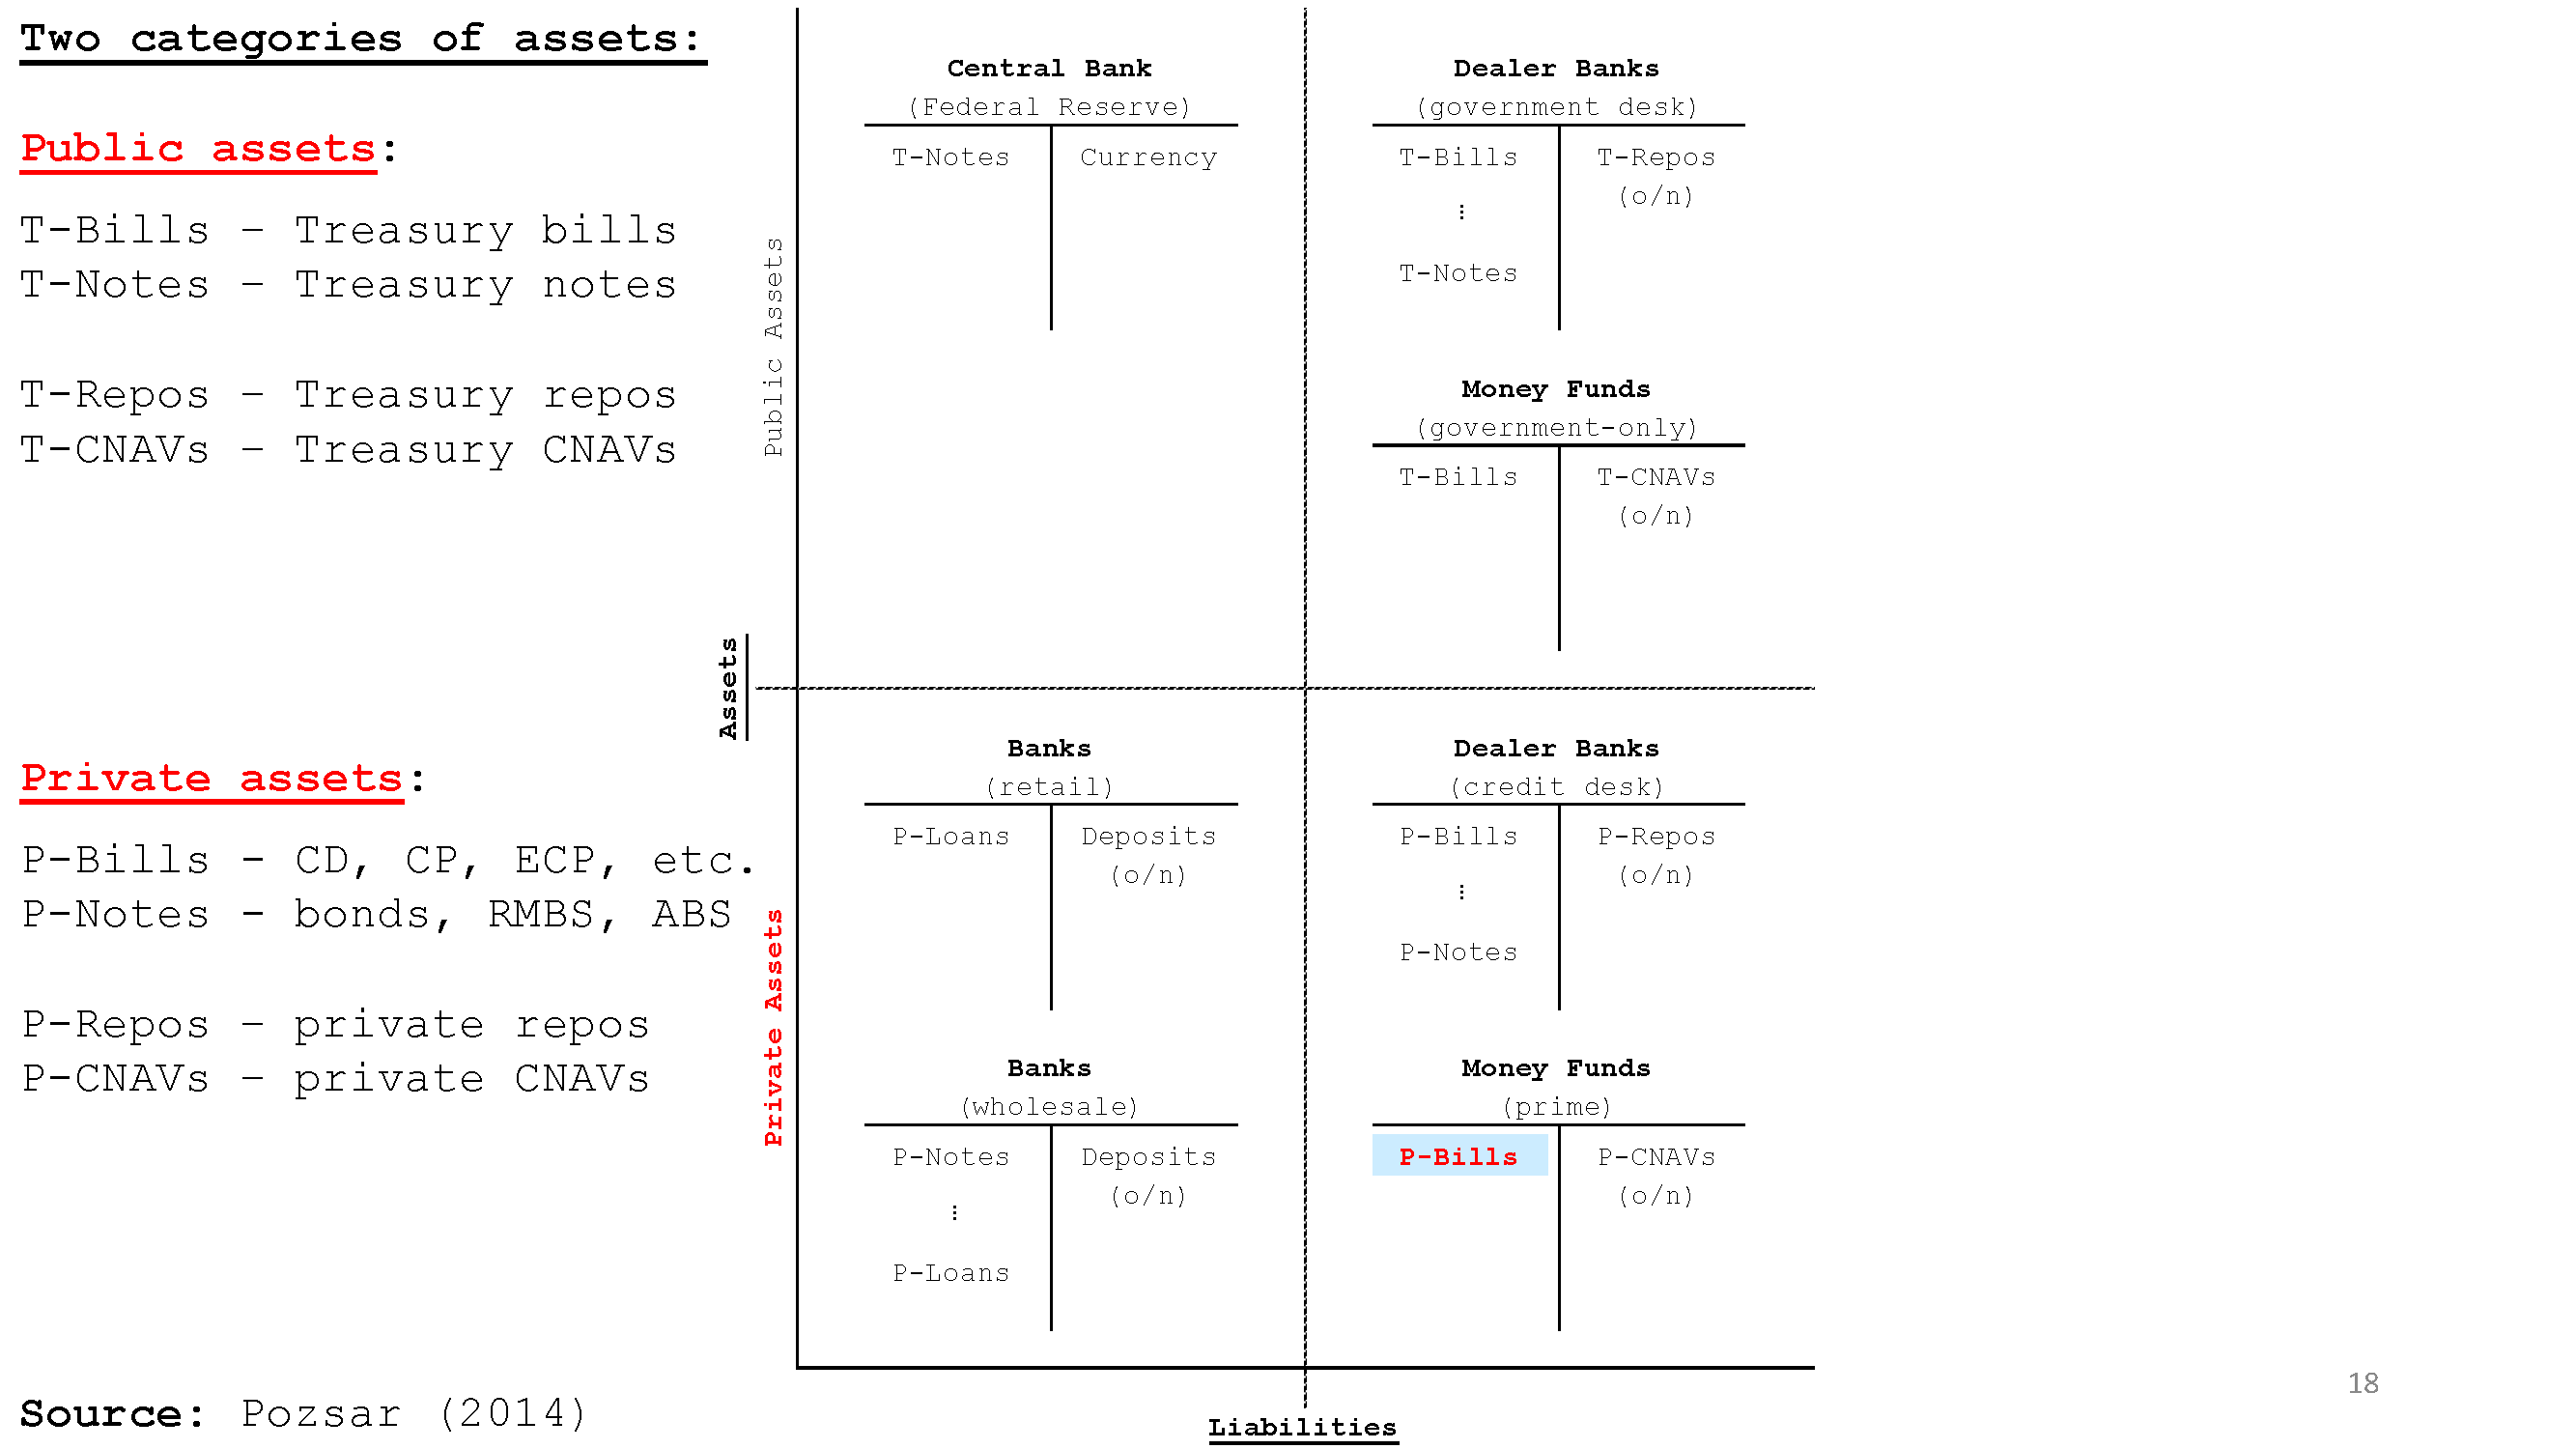 Two categories of assets:
Public assets:
T-Bills – Treasury bills
T-Notes – Treasury notes
T-Repos – Treasury repos
T-CNAVs – Treasury CNAVs
Private assets:
P-Bills - CD, CP, ECP, etc.
P-Notes - bonds, RMBS, ABS
P-Repos – private repos
P-CNAVs – private CNAVs
Source: Pozsar (2014)
Assets
Public Assets
Private Assets
Central Bank
(Federal Reserve)
T-Notes Currency
Dealer Banks
(government desk)
T-Bills T-Repos
(o/n)
⋮
T-Notes
Money Funds
(government-only)
T-Bills T-CNAVs
(o/n)
Banks
(retail)
P-Loans Deposits
(o/n)
Dealer Banks
(credit desk)
P-Bills P-Repos
(o/n)
⋮
P-Notes
Banks
(wholesale)
P-Notes Deposits
(o/n)
⋮
P-Loans
Money Funds
(prime)
P-Bills P-CNAVs
(o/n)
Liabilities
18